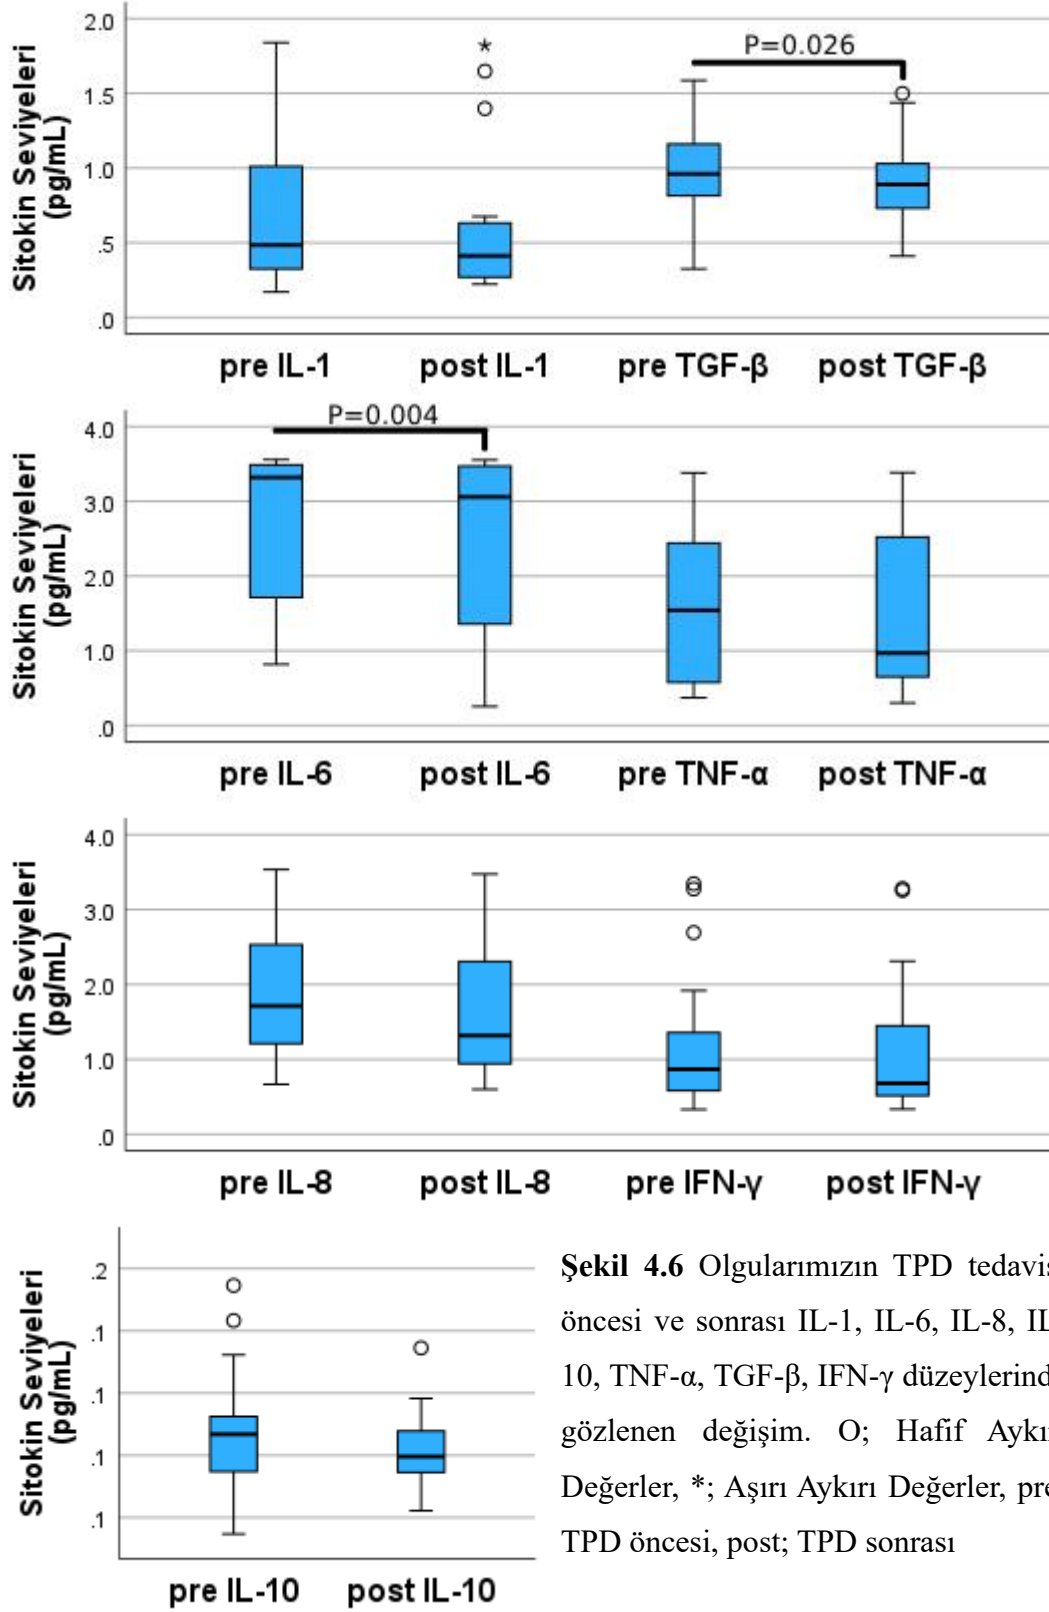 2.0
1.5
1.0
.5
.0
Sitokin Seviyeleri
(pg/mL)
*
P=0.026
pre IL-1 post IL-1 pre TGF-β post TGF-β
P=0.004
4.0
3.0
2.0
1.0
.0
Sitokin Seviyeleri
(pg/mL)
pre IL-6 post IL-6 pre TNF-α post TNF-α
4.0
3.0
2.0
1.0
.0
Sitokin Seviyeleri
(pg/mL)
pre IL-8 post IL-8 pre IFN-γ post IFN-γ
.2
.1
.1
.1
.1
Sitokin Seviyeleri
(pg/mL)
pre IL-10 post IL-10
Şekil 4.6 Olgularımızın TPD tedavis
öncesi ve sonrası IL-1, IL-6, IL-8, IL
10, TNF-α, TGF-β, IFN-γ düzeylerind
gözlenen değişim. O; Hafif Aykı
Değerler, *; Aşırı Aykırı Değerler, pre
TPD öncesi, post; TPD sonrası